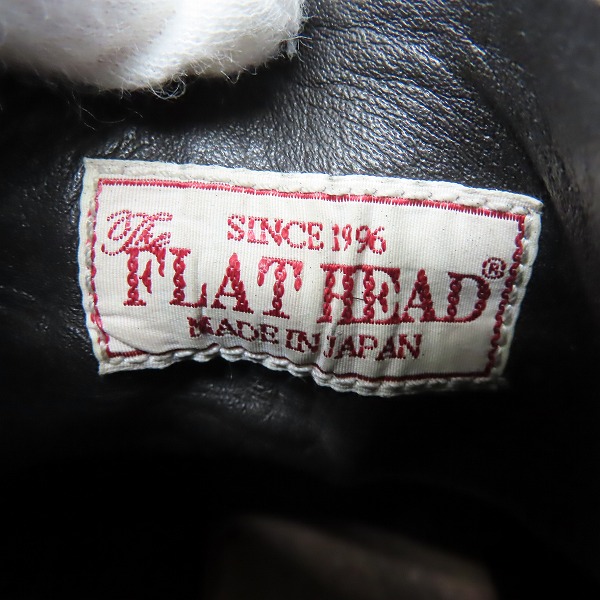 SINCE 1996
The
FLAT HEAD®
MADE IN JAPAN